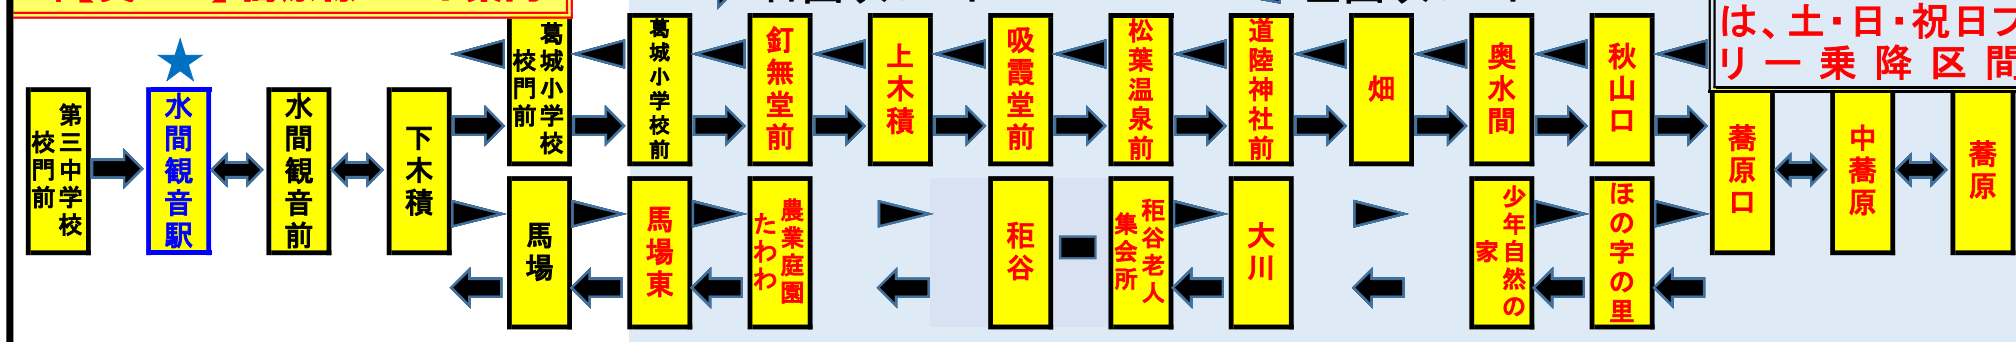 は、土・日・祝日フ
リー乗降区間
第三中学校
校門前
水間観音駅
水間観音前
下木積
葛城小学校
校門前
葛城小学校前
釘無堂前
上木積
吸霞堂前
松葉温泉前
道陸神社前
畑
奥水間
秋山口
蕎原口
中蕎原
蕎原
馬場
馬場東
農業庭園
たわわ
秬谷
秬谷老人
集会所
大川
少年自然の
家
ほの字の里